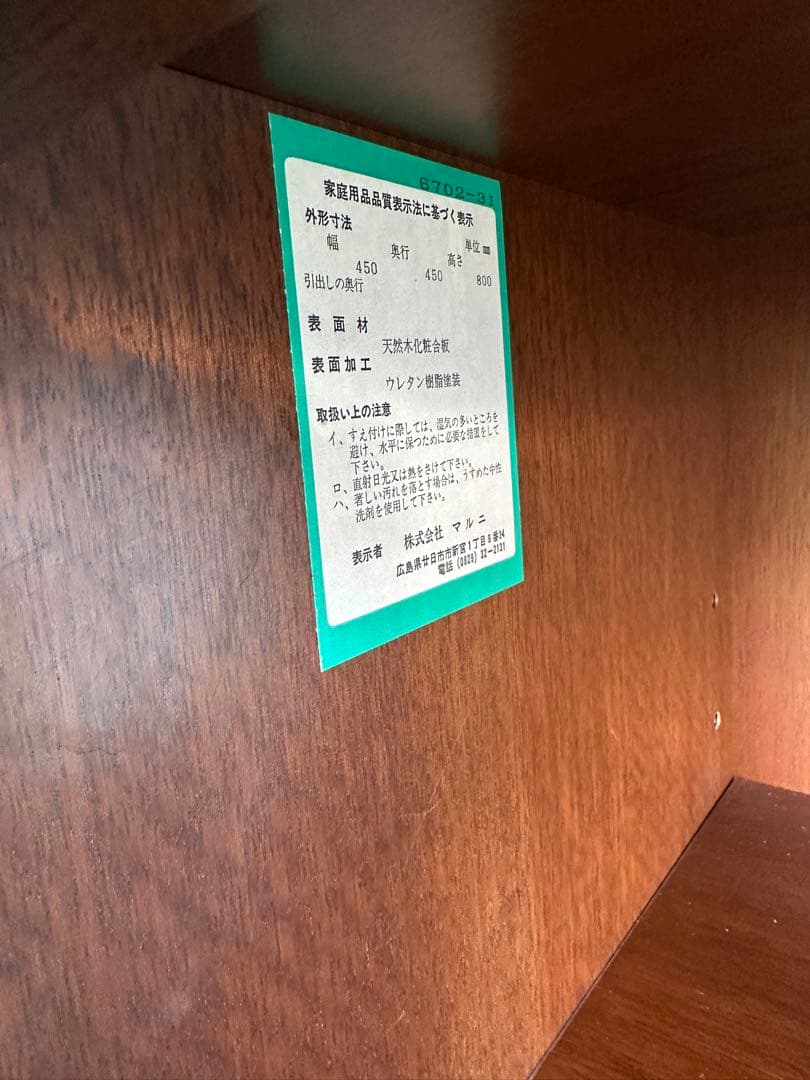 6702-31
家庭用品品質表示法に基づく表示
外形寸法 単位 mm
幅 奥行 高さ
450 450 800
引出しの奥行
表面材
天然木化粧合板
表面加工
ウレタン樹脂塗装
取扱い上の注意
イ、すえ付けに際しては、湿気の多いところを
避け、水平に保つために必要な措置をして
下さい。
ロ、直射日光又は熱をさけて下さい。
ハ、著しい汚れを落とす場合は、うすめた中性
洗剤を使用して下さい。
表示者 株式会社 マルニ
広島県廿日市市新宮1丁目9番34
電話 (0829) 32-2121